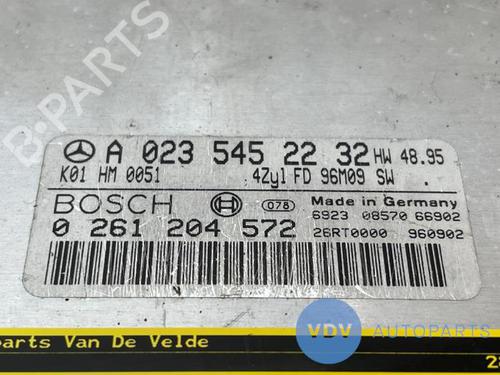 B-PARTS
A 023 545 22 32 HW 48.95
K01 HM 0051 4Zyl FD 96M09 SW
BOSCH 078 Made in Germany
0 261 204 572 6923 08570 66902
26RT0000 960902
VDV AUTOPARTS
parts Van De Velde